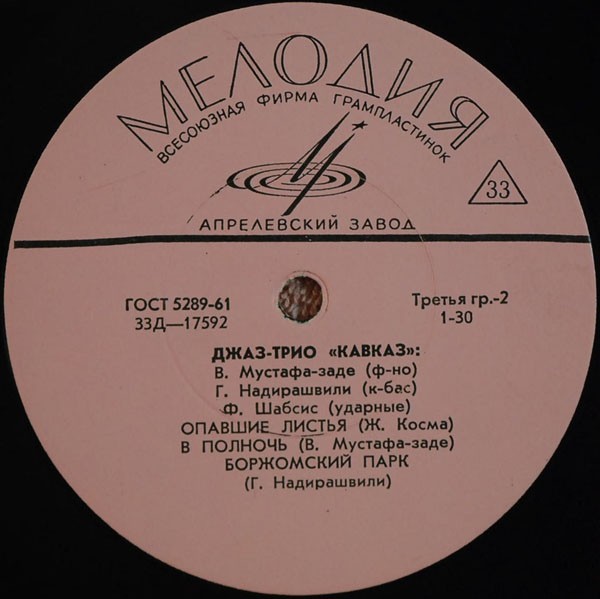 МЕЛОДИЯ
ВСЕСОЮЗНАЯ ФИРМА ГРАМПЛАСТИНОК
33
АПРЕЛЕВСКИЙ ЗАВОД
ГОСТ 5289-61
Третья гр.-2
33Д—17592
1-30
ДЖАЗ-ТРИО «КАВКАЗ»:
В. Мустафа-заде (ф-но)
Г. Надирашвили (к-бас)
Ф. Шабсис (ударные)
ОПАВШИЕ ЛИСТЬЯ (Ж. Косма)
В ПОЛНОЧЬ (В. Мустафа-заде)
БОРЖОМСКИЙ ПАРК
(Г. Надирашвили)